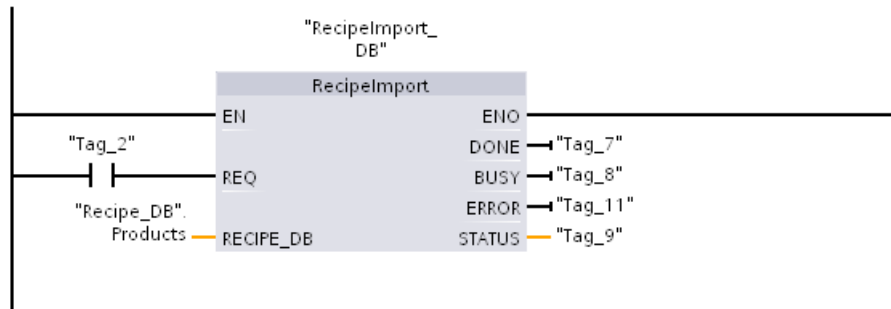 "RecipeImport_
DB"
RecipeImport
EN
ENO
"Tag_2"
DONE
"Tag_7"
REQ
BUSY
"Tag_8"
"Recipe_DB".
ERROR
"Tag_11"
Products
RECIPE_DB
STATUS
"Tag_9"